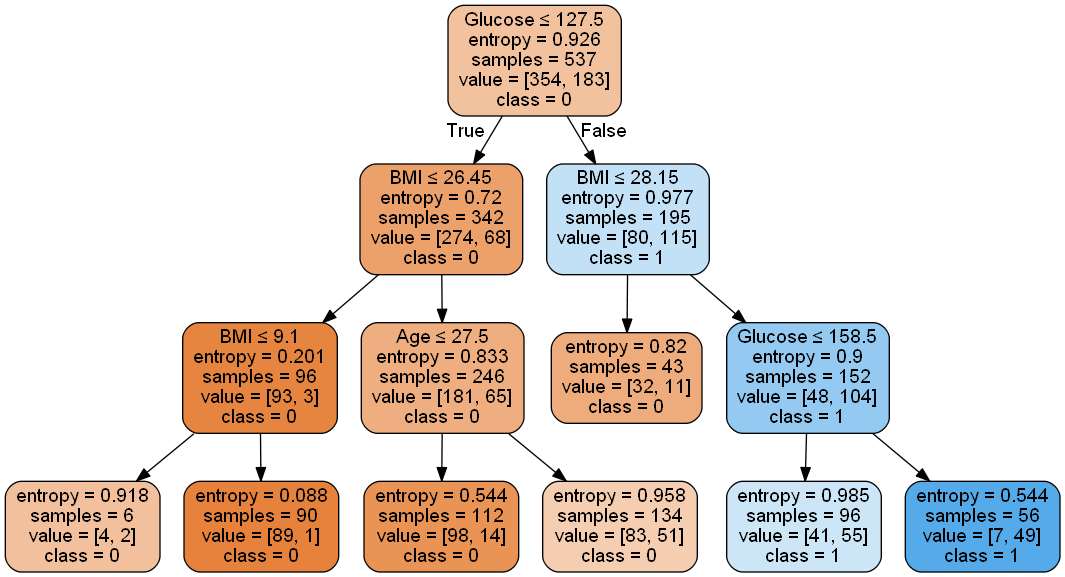 Glucose ≤ 127.5
entropy = 0.926
samples = 537
value = [354, 183]
class = 0
True
False
BMI ≤ 26.45
entropy = 0.72
samples = 342
value = [274, 68]
class = 0
BMI ≤ 28.15
entropy = 0.977
samples = 195
value = [80, 115]
class = 1
BMI ≤ 9.1
entropy = 0.201
samples = 96
value = [93, 3]
class = 0
Age ≤ 27.5
entropy = 0.833
samples = 246
value = [181, 65]
class = 0
entropy = 0.82
samples = 43
value = [32, 11]
class = 0
Glucose ≤ 158.5
entropy = 0.9
samples = 152
value = [48, 104]
class = 1
entropy = 0.918
samples = 6
value = [4, 2]
class = 0
entropy = 0.088
samples = 90
value = [89, 1]
class = 0
entropy = 0.544
samples = 112
value = [98, 14]
class = 0
entropy = 0.958
samples = 134
value = [83, 51]
class = 0
entropy = 0.985
samples = 96
value = [41, 55]
class = 1
entropy = 0.544
samples = 56
value = [7, 49]
class = 1